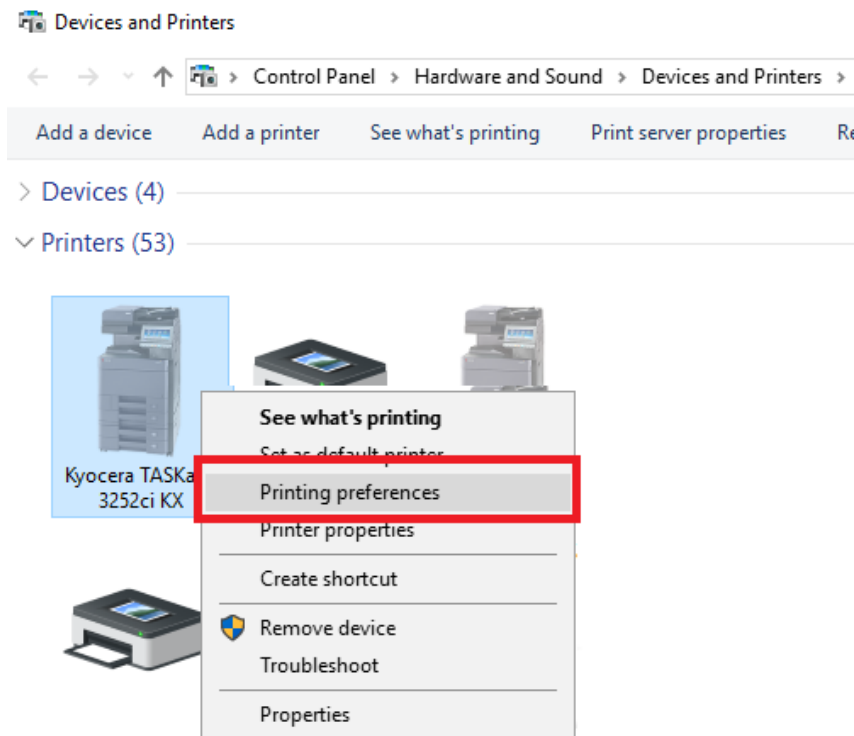 Devices and Printers
Control Panel > Hardware and Sound > Devices and Printers >
Add a device Add a printer See what's printing Print server properties
Devices (4)
Printers (53)
Kyocera
3252ci KX
See what's printing
Set as default printer
Printing preferences
Printer properties
Create shortcut
Remove device
Troubleshoot
Properties